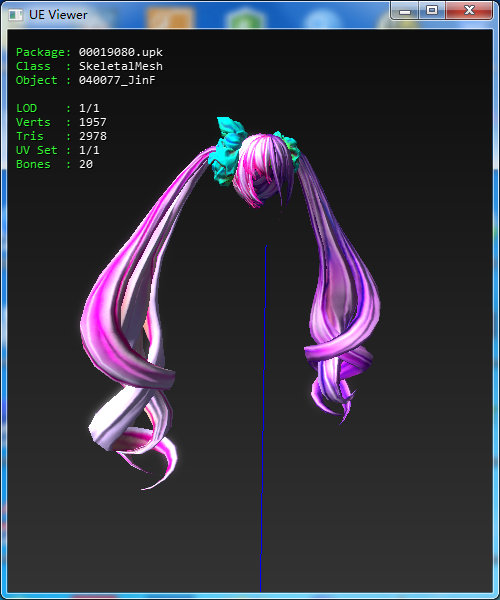 UE Viewer
Package: 00019080.upk
Class : SkeletalMesh
Object : 040077_JinF
LOD : 1/1
Verts : 1957
Tris : 2978
UV Set : 1/1
Bones : 20